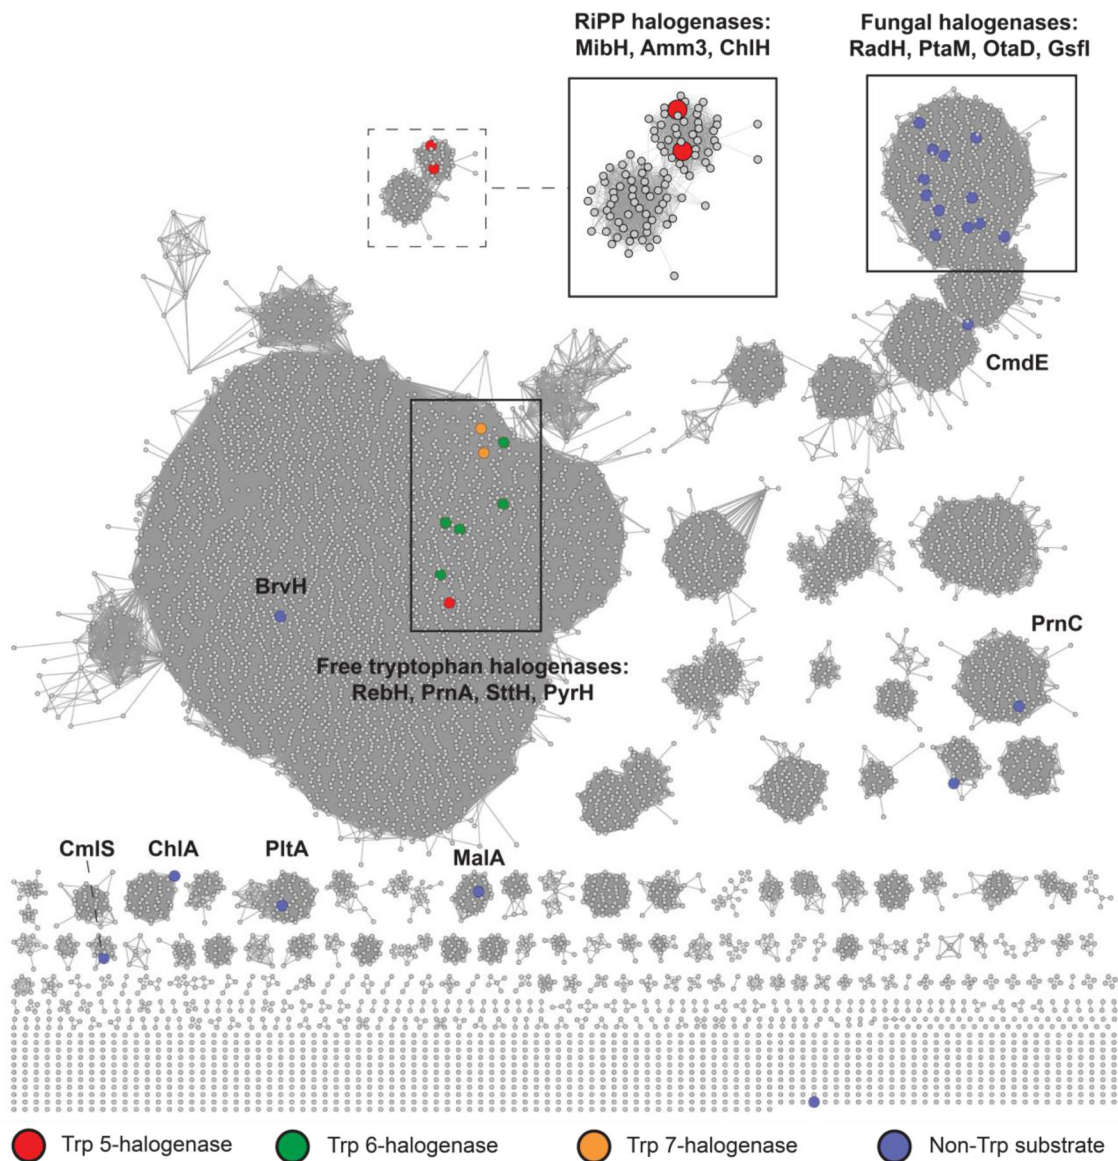 RiPP halogenases:
MibH, Amm3, ChlH
Fungal halogenases:
RadH, PtaM, OtaD, GsfI
CmdE
BrvH
Free tryptophan halogenases:
RebH, PrnA, SttH, PyrH
PrnC
CmlS
ChlA
PltA
MalA
Trp 5-halogenase
Trp 6-halogenase
Trp 7-halogenase
Non-Trp substrate